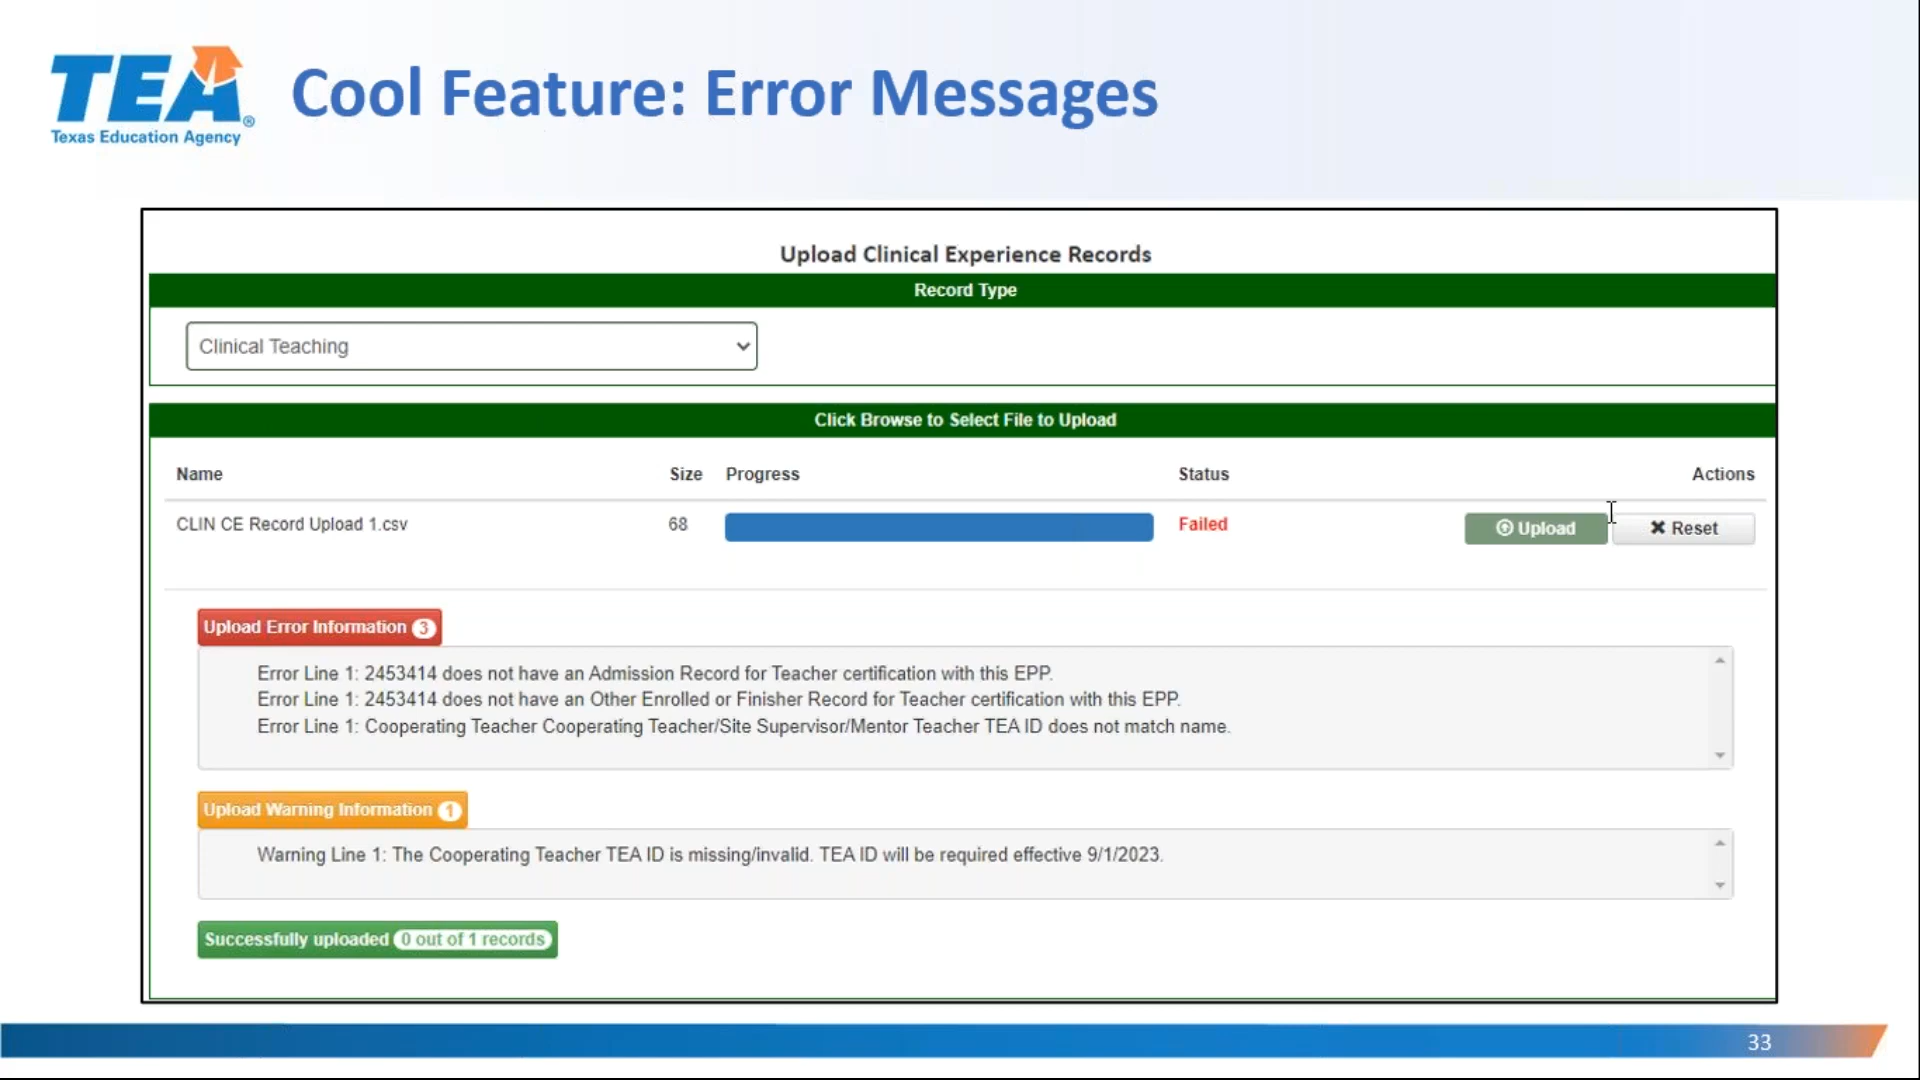 TEA®
Texas Education Agency
Cool Feature: Error Messages
Upload Clinical Experience Records
Record Type
Clinical Teaching
Click Browse to Select File to Upload
Name Size Progress Status Actions
CLIN CE Record Upload 1.csv 68 Failed Upload Reset
Upload Error Information 3
Error Line 1: 2453414 does not have an Admission Record for Teacher certification with this EPP.
Error Line 1: 2453414 does not have an Other Enrolled or Finisher Record for Teacher certification with this EPP.
Error Line 1: Cooperating Teacher Cooperating Teacher/Site Supervisor/Mentor Teacher TEA ID does not match name.
Upload Warning Information 1
Warning Line 1: The Cooperating Teacher TEA ID is missing/invalid. TEA ID will be required effective 9/1/2023.
Successfully uploaded 0 out of 1 records
33